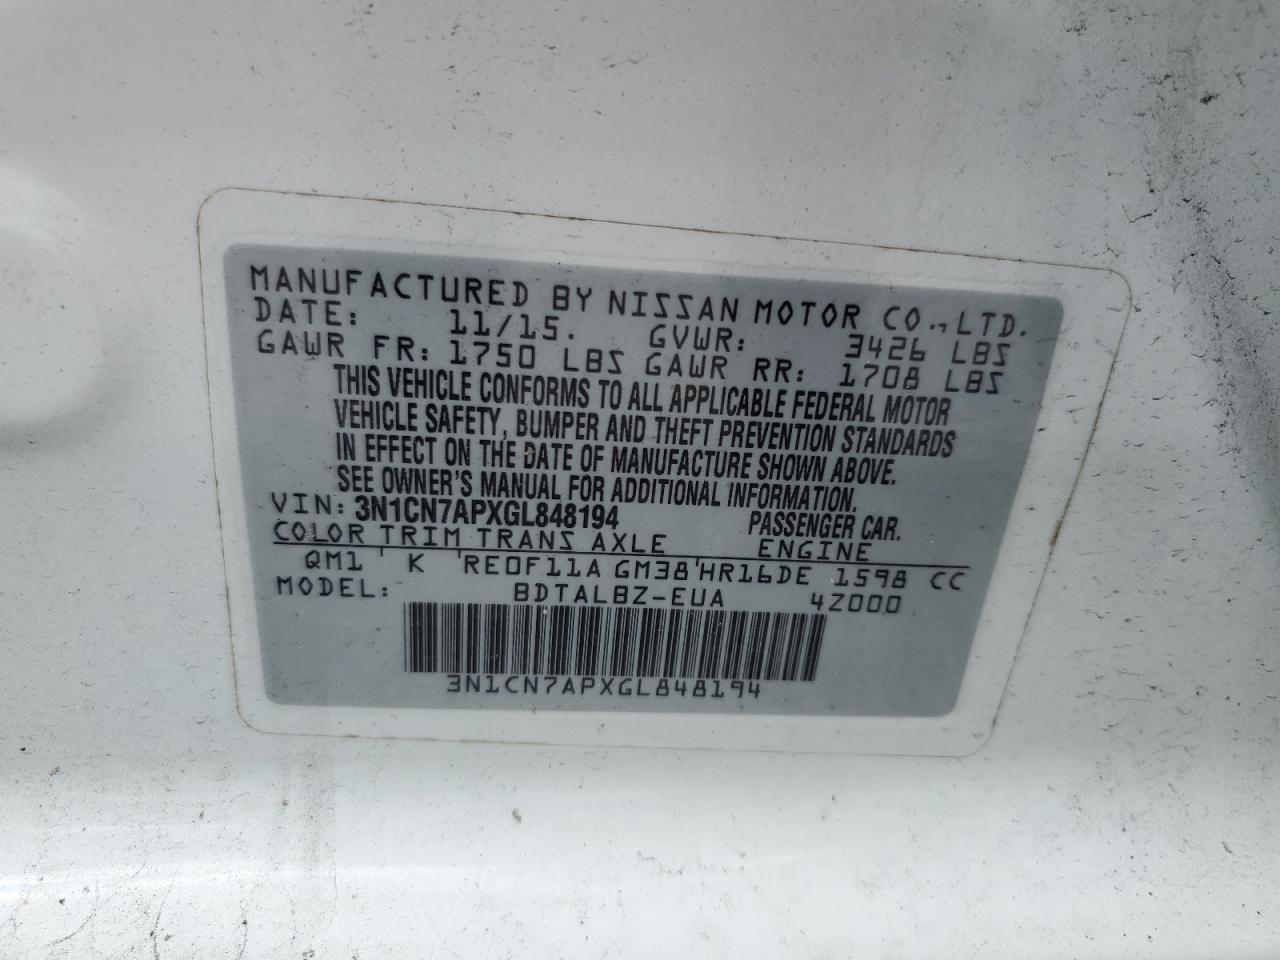 MANUFACTURED BY NISSAN MOTOR CO.,LTD.
DATE: 11/15. GVWR: 3426 LBS
GAWR FR: 1750 LBS GAWR RR: 1708 LBS
THIS VEHICLE CONFORMS TO ALL APPLICABLE FEDERAL MOTOR
VEHICLE SAFETY, BUMPER AND THEFT PREVENTION STANDARDS
IN EFFECT ON THE DATE OF MANUFACTURE SHOWN ABOVE.
SEE OWNER'S MANUAL FOR ADDITIONAL INFORMATION.
VIN: 3N1CN7APXGL848194 PASSENGER CAR.
COLOR TRIM TRANS AXLE ENGINE
QM1 ' K 'RE0F11A GM38'HR16DE 1598 CC
MODEL: BDTALBZ-EUA 4Z000
3N1CN7APXGL848194